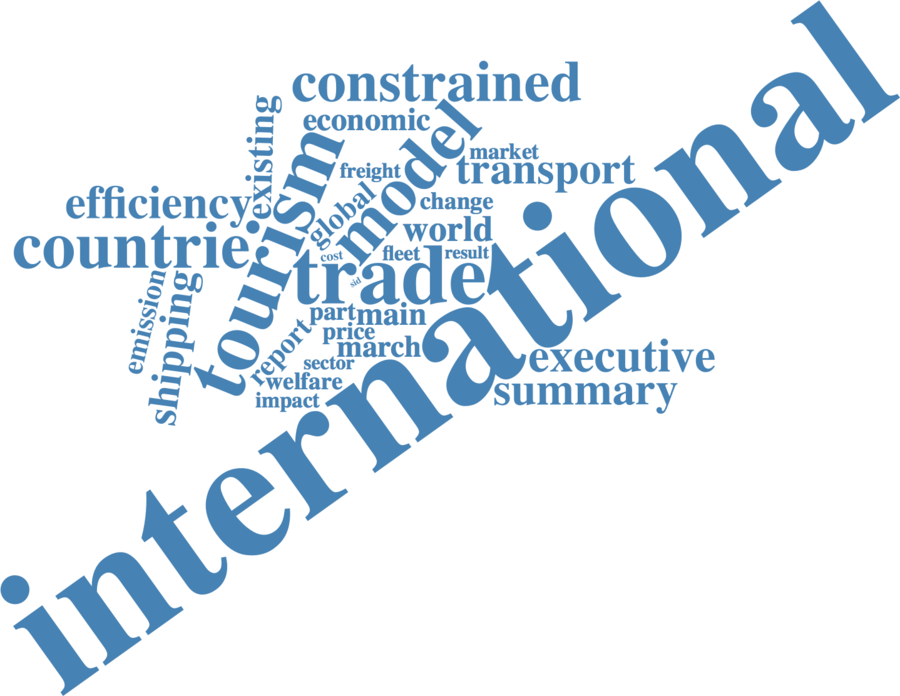 constrained
existing
economic
model
tourism
freight
market
transport
efficiency
global
change
countrie
world
cost
fleet
result
sid
trade
emission
shipping
part
main
report
price
march
sector
welfare
impact
executive
summary
international